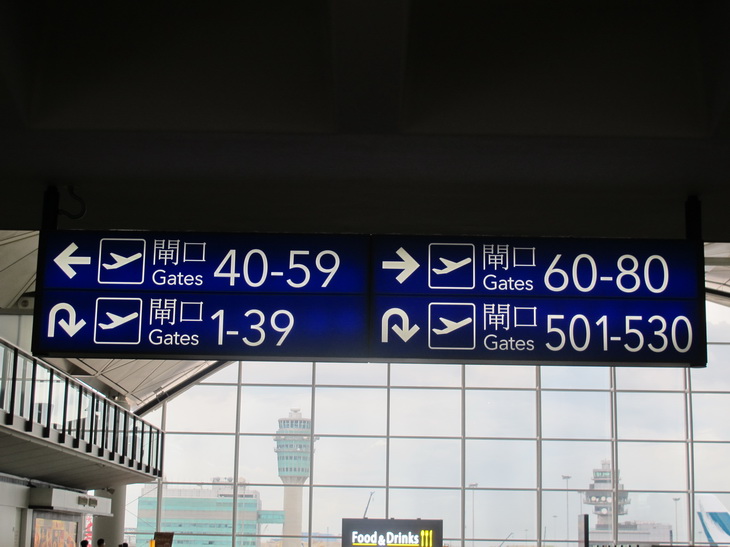 閘口
Gates 40-59
閘口
Gates 60-80
閘口
Gates 1-39
閘口
Gates 501-530
Food & Drinks